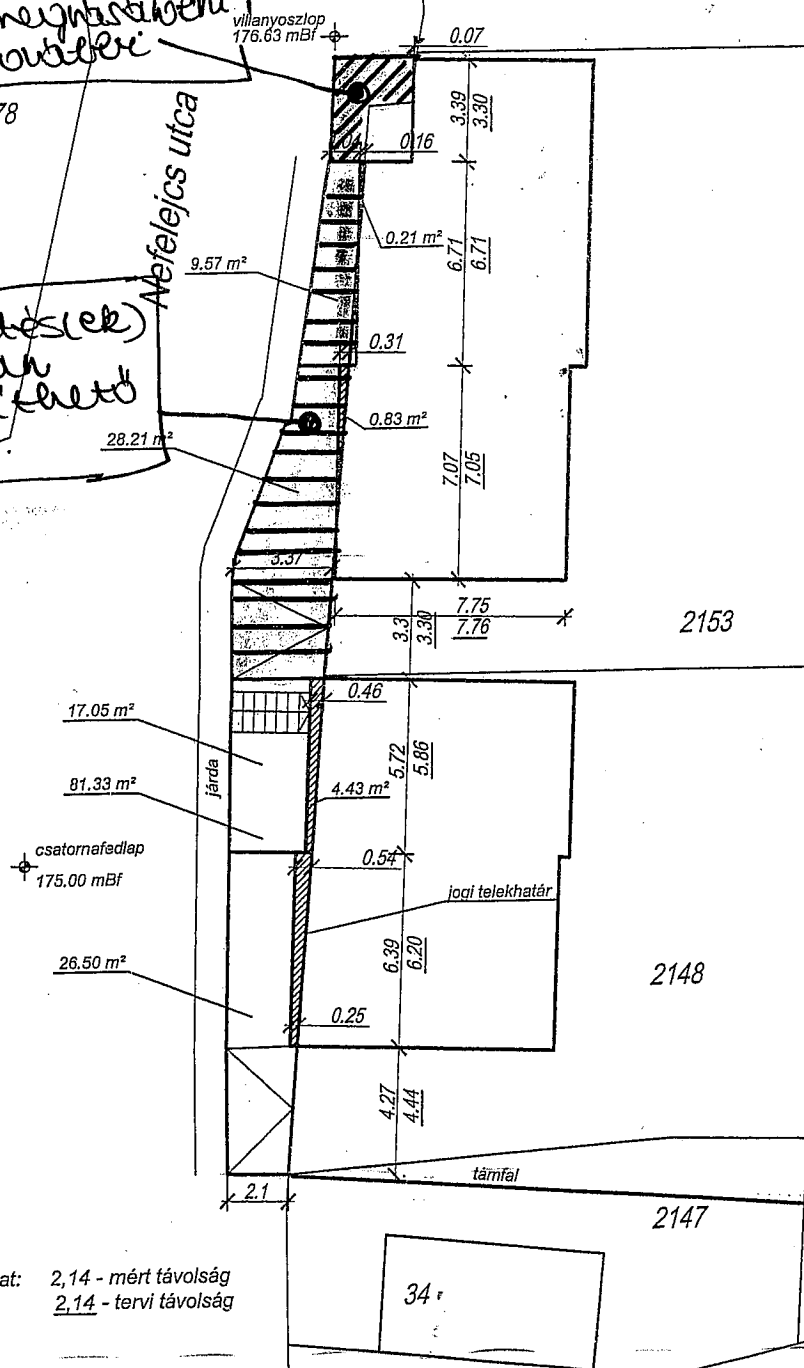 villanyoszlop
176.63 mBf
0.07
78
Nefelejcs utca
3.39
3.30
0.16
0.21 m²
9.57 m²
6.71
6.71
0.31
0.83 m²
28.21 m²
7.07
7.05
3.37
7.75
7.76
3.3
3.30
2153
0.46
17.05 m²
5.72
5.86
járda
81.33 m²
4.43 m²
csatornafedlap
175.00 mBf
0.54
jogi telekhatár
6.39
6.20
26.50 m²
2148
0.25
4.27
4.44
támfal
2.1
2147
at: 2,14 - mért távolság
2,14 - tervi távolság
34